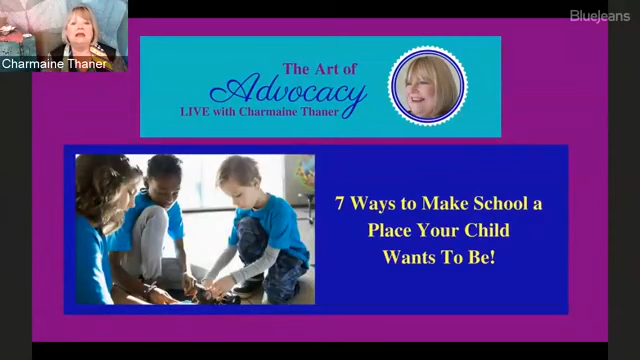 BlueJeans
Charmaine Thaner
The Art of
Advocacy
LIVE with Charmaine Thaner
7 Ways to Make School a
Place Your Child
Wants To Be!